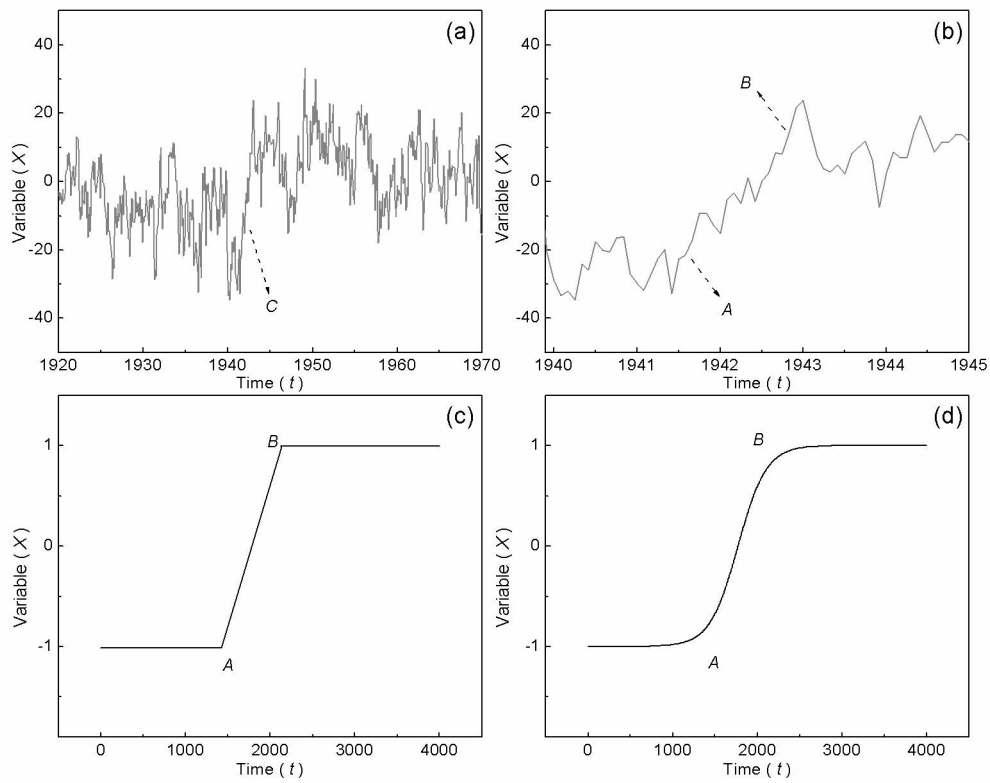 (a)
40
20
0
-20
-40
Variable ( X )
C
1920 1930 1940 1950 1960 1970
Time ( t )
(b)
40
20
0
-20
-40
Variable ( X )
B
A
1940 1941 1942 1943 1944 1945
Time ( t )
(c)
1
0
-1
Variable ( X )
B
A
0 1000 2000 3000 4000
Time ( t )
(d)
1
0
-1
Variable ( X )
B
A
0 1000 2000 3000 4000
Time ( t )